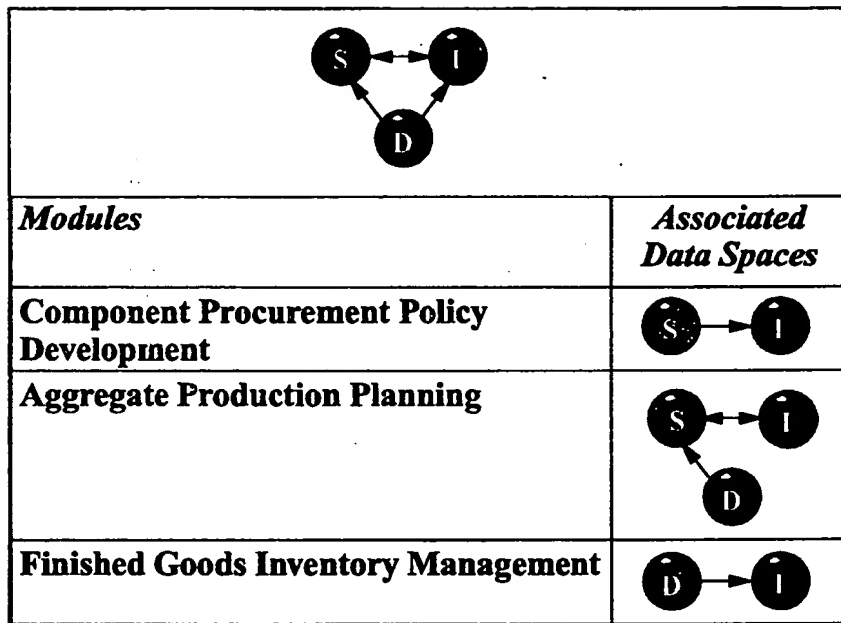 S I
D
Modules
Associated
Data Spaces
Component Procurement Policy
Development
S I
Aggregate Production Planning
S I
D
Finished Goods Inventory Management
D I